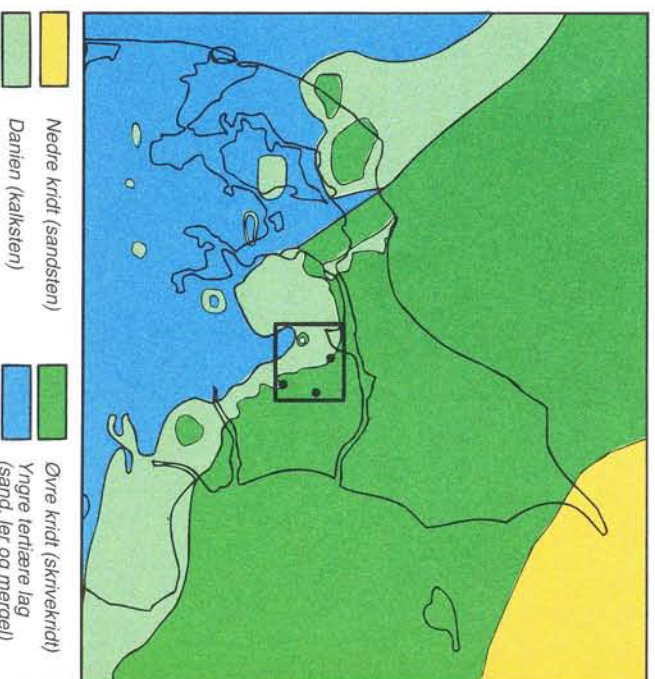 Nedre kridt (sandsten)
Danien (kalksten)
Øvre kridt (skrivekridt)
Yngre tertiære lag
(sand, ler og mergel)